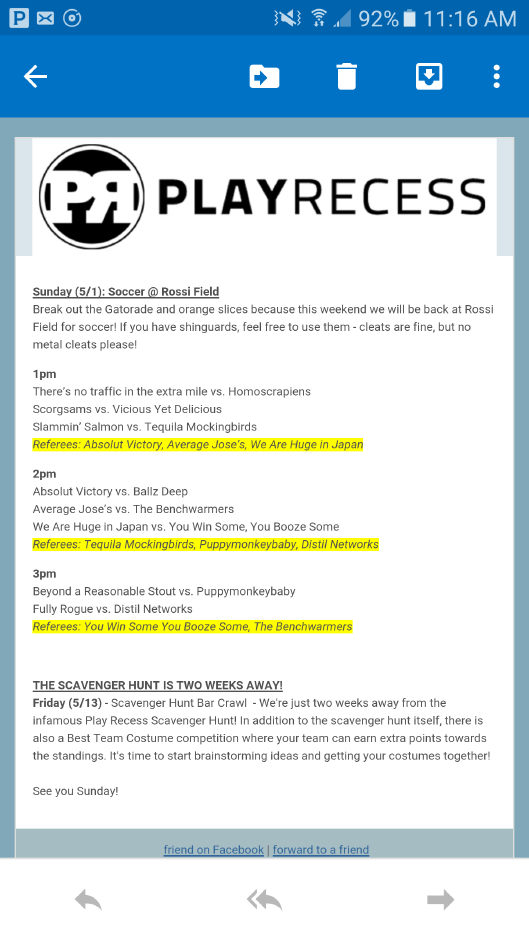 P 92% 11:16 AM
PR PLAYRECESS
Sunday (5/1): Soccer @ Rossi Field
Break out the Gatorade and orange slices because this weekend we will be back at Rossi
Field for soccer! If you have shinguards, feel free to use them - cleats are fine, but no
metal cleats please!
1pm
There's no traffic in the extra mile vs. Homoscrapiens
Scorgsams vs. Vicious Yet Delicious
Slammin' Salmon vs. Tequila Mockingbirds
Referees: Absolut Victory, Average Jose's, We Are Huge in Japan
2pm
Absolut Victory vs. Ballz Deep
Average Jose's vs. The Benchwarmers
We Are Huge in Japan vs. You Win Some, You Booze Some
Referees: Tequila Mockingbirds, Puppymonkeybaby, Distil Networks
3pm
Beyond a Reasonable Stout vs. Puppymonkeybaby
Fully Rogue vs. Distil Networks
Referees: You Win Some You Booze Some, The Benchwarmers
THE SCAVENGER HUNT IS TWO WEEKS AWAY!
Friday (5/13) - Scavenger Hunt Bar Crawl - We're just two weeks away from the
infamous Play Recess Scavenger Hunt! In addition to the scavenger hunt itself, there is
also a Best Team Costume competition where your team can earn extra points towards
the standings. It's time to start brainstorming ideas and getting your costumes together!
See you Sunday!
friend on Facebook | forward to a friend